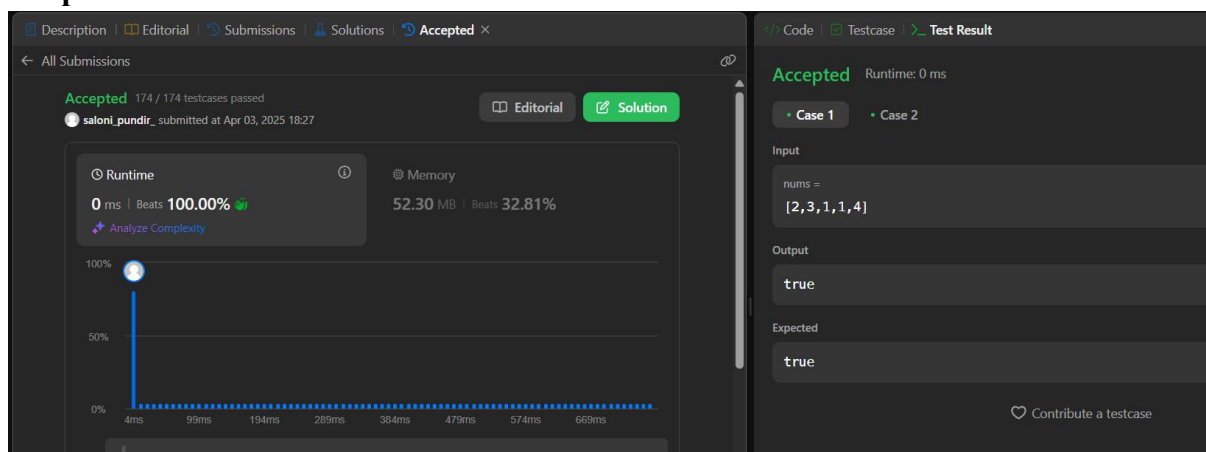 Description | Editorial | Submissions | Solutions | Accepted ×
← All Submissions
Accepted 174 / 174 testcases passed
saloni_pundir_ submitted at Apr 03, 2025 18:27
Editorial
Solution
Runtime
0 ms | Beats 100.00%
Analyze Complexity
Memory
52.30 MB | Beats 32.81%
100%
50%
0%
4ms 99ms 194ms 289ms 384ms 479ms 574ms 669ms
</> Code | Testcase | >_ Test Result
Accepted Runtime: 0 ms
• Case 1 • Case 2
Input
nums =
[2,3,1,1,4]
Output
true
Expected
true
Contribute a testcase